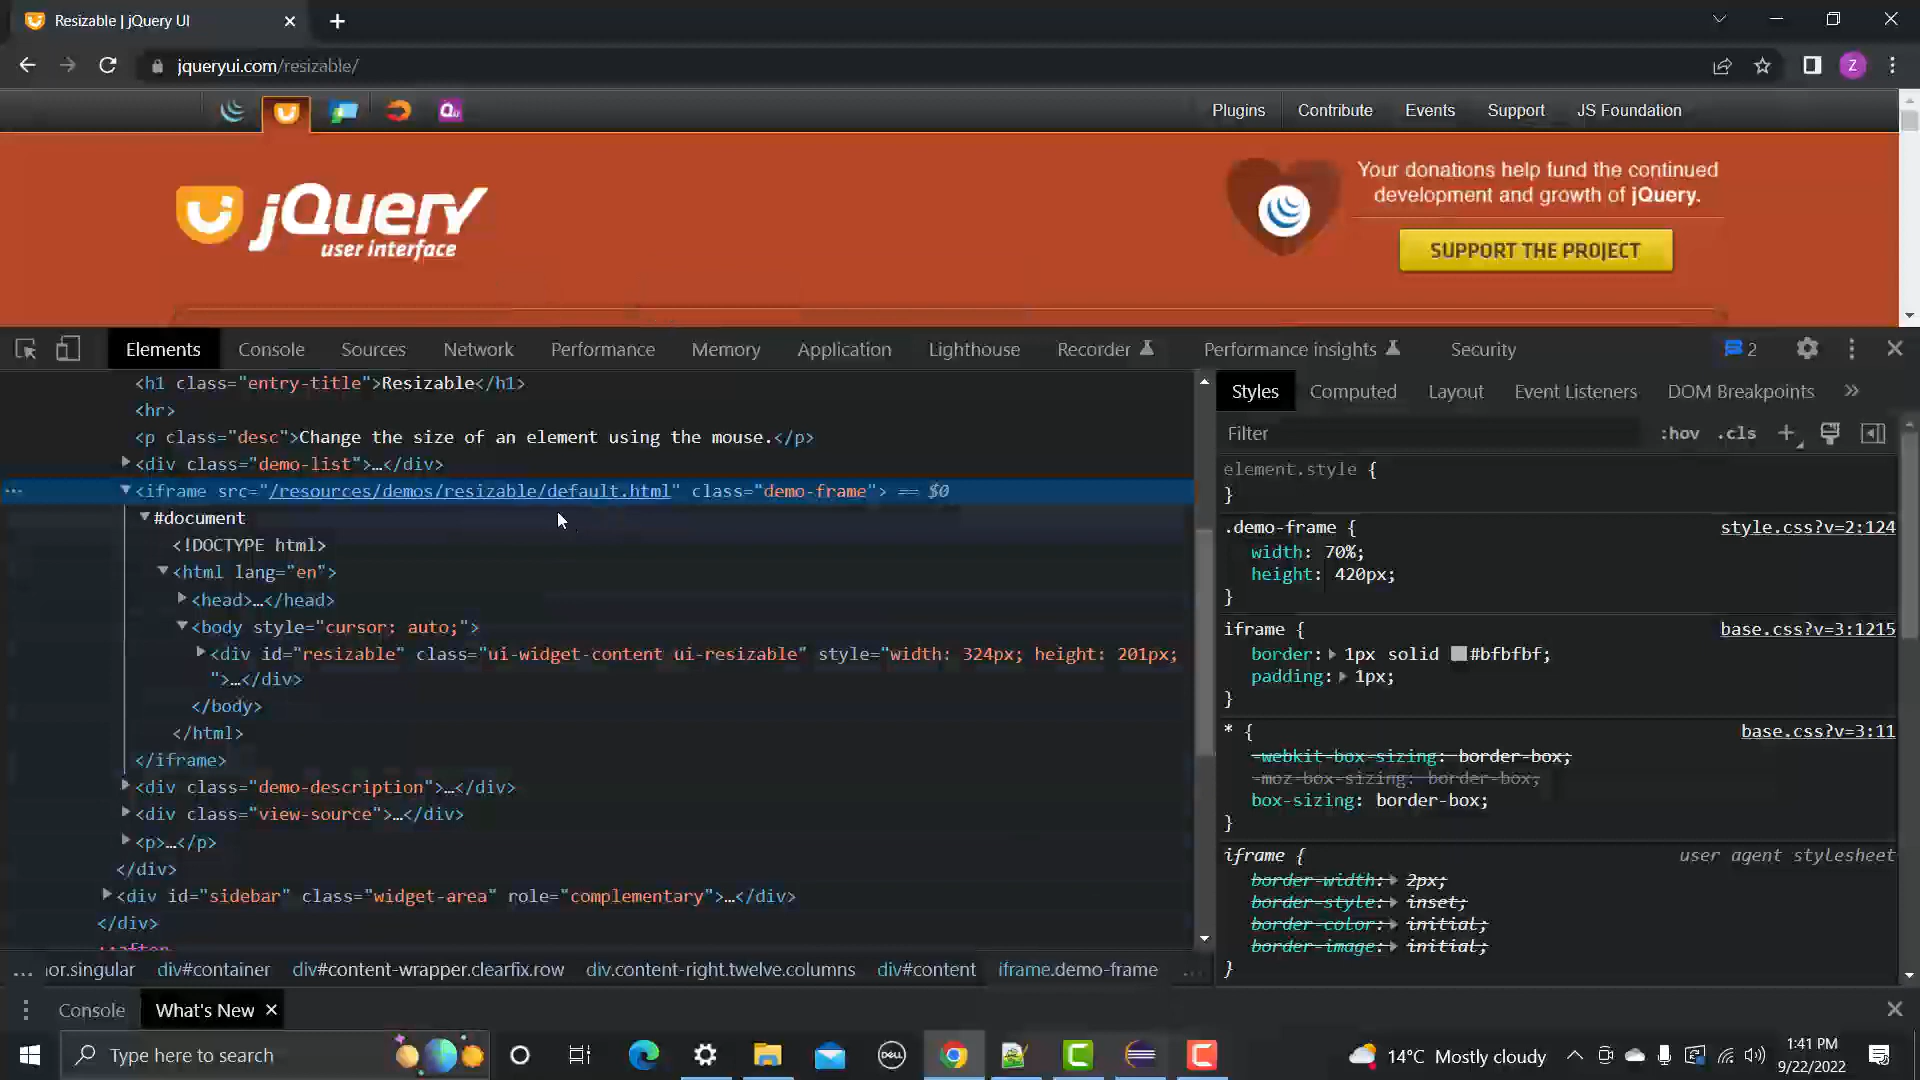 Resizable | jQuery UI
jqueryui.com/resizable/
Z
Plugins Contribute Events Support JS Foundation
jQuery
user interface
Your donations help fund the continued
development and growth of jQuery.
SUPPORT THE PROJECT
Elements Console Sources Network Performance Memory Application Lighthouse Recorder Performance insights Security 2
<h1 class="entry-title">Resizable</h1>
<hr>
<p class="desc">Change the size of an element using the mouse.</p>
<div class="demo-list">…</div>
<iframe src="/resources/demos/resizable/default.html" class="demo-frame"> == $0
#document
<!DOCTYPE html>
<html lang="en">
<head>…</head>
<body style="cursor: auto;">
<div id="resizable" class="ui-widget-content ui-resizable" style="width: 324px; height: 201px;
">…</div>
</body>
</html>
</iframe>
<div class="demo-description">…</div>
<div class="view-source">…</div>
<p>…</p>
</div>
<div id="sidebar" class="widget-area" role="complementary">…</div>
</div>
::after
... nor.singular div#container div#content-wrapper.clearfix.row div.content-right.twelve.columns div#content iframe.demo-frame ...
Styles Computed Layout Event Listeners DOM Breakpoints
Filter :hov .cls
element.style {
}
.demo-frame { style.css?v=2:124
width: 70%;
height: 420px;
}
iframe { base.css?v=3:1215
border: 1px solid #bfbfbf;
padding: 1px;
}
* { base.css?v=3:11
-webkit-box-sizing: border-box;
-moz-box-sizing: border-box;
box-sizing: border-box;
}
iframe { user agent stylesheet
border-width: 2px;
border-style: inset;
border-color: initial;
border-image: initial;
}
Console What's New
Type here to search
DELL
14°C Mostly cloudy
1:41 PM
9/22/2022